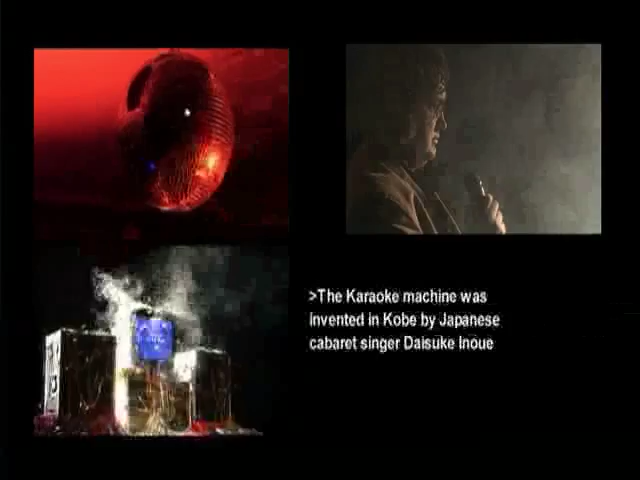 >The Karaoke machine was
invented in Kobe by Japanese
cabaret singer Daisuke Inoue